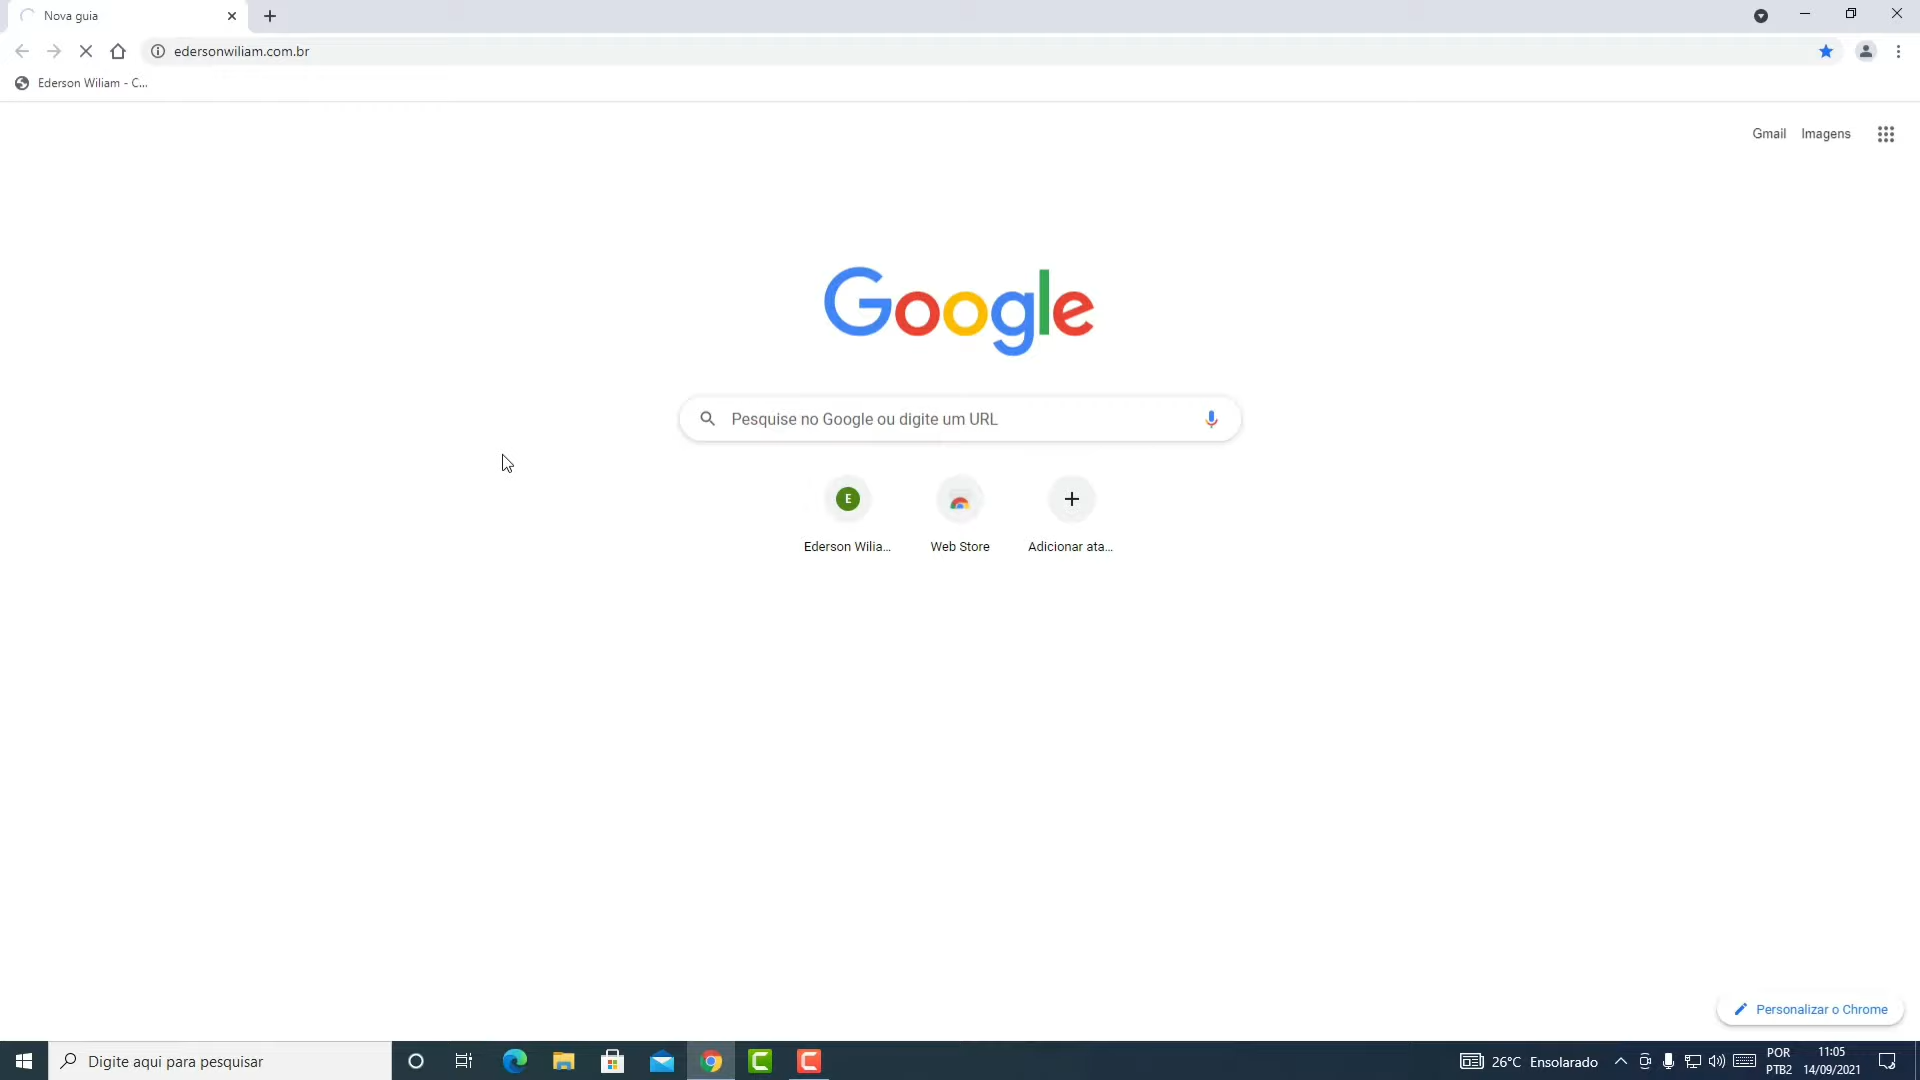 Nova guia
edersonwiliam.com.br
Ederson Wiliam - C...
Gmail Imagens
Google
Pesquise no Google ou digite um URL
E
Ederson Wilia... Web Store Adicionar ata...
Personalizar o Chrome
Digite aqui para pesquisar
26°C Ensolarado
POR
PTB2
11:05
14/09/2021